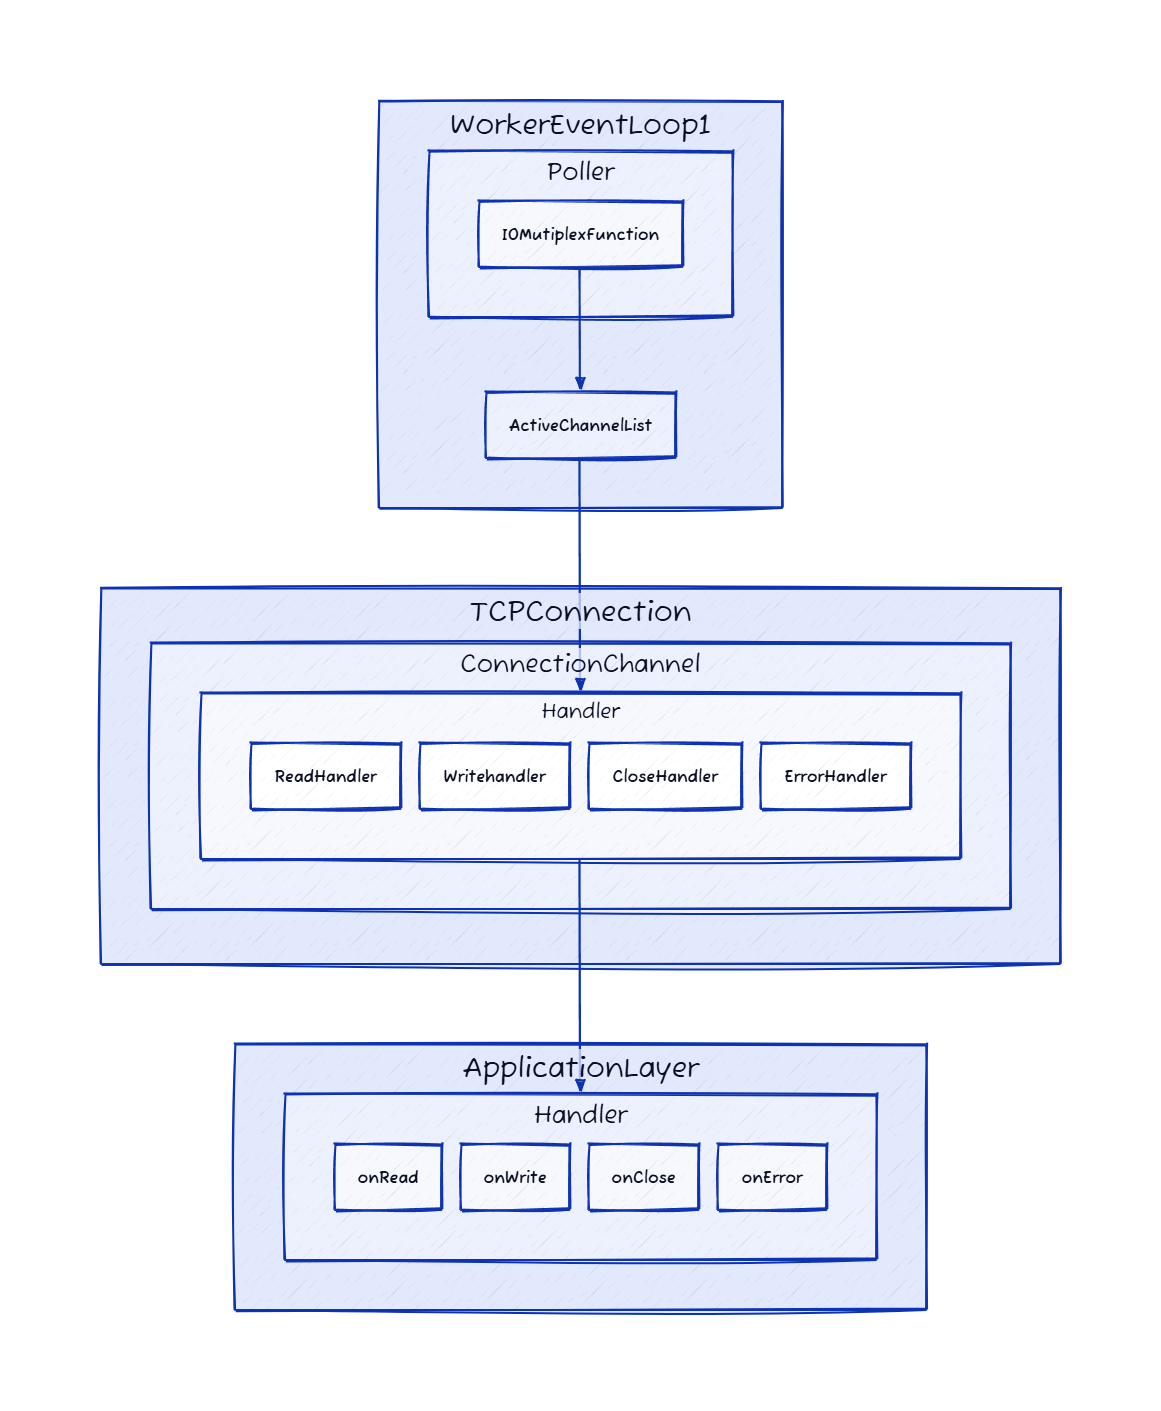 WorkerEventLoop1
Poller
IOMutiplexFunction
ActiveChannelList
TCPConnection
ConnectionChannel
Handler
ReadHandler Writehandler CloseHandler ErrorHandler
ApplicationLayer
Handler
onRead onWrite onClose onError